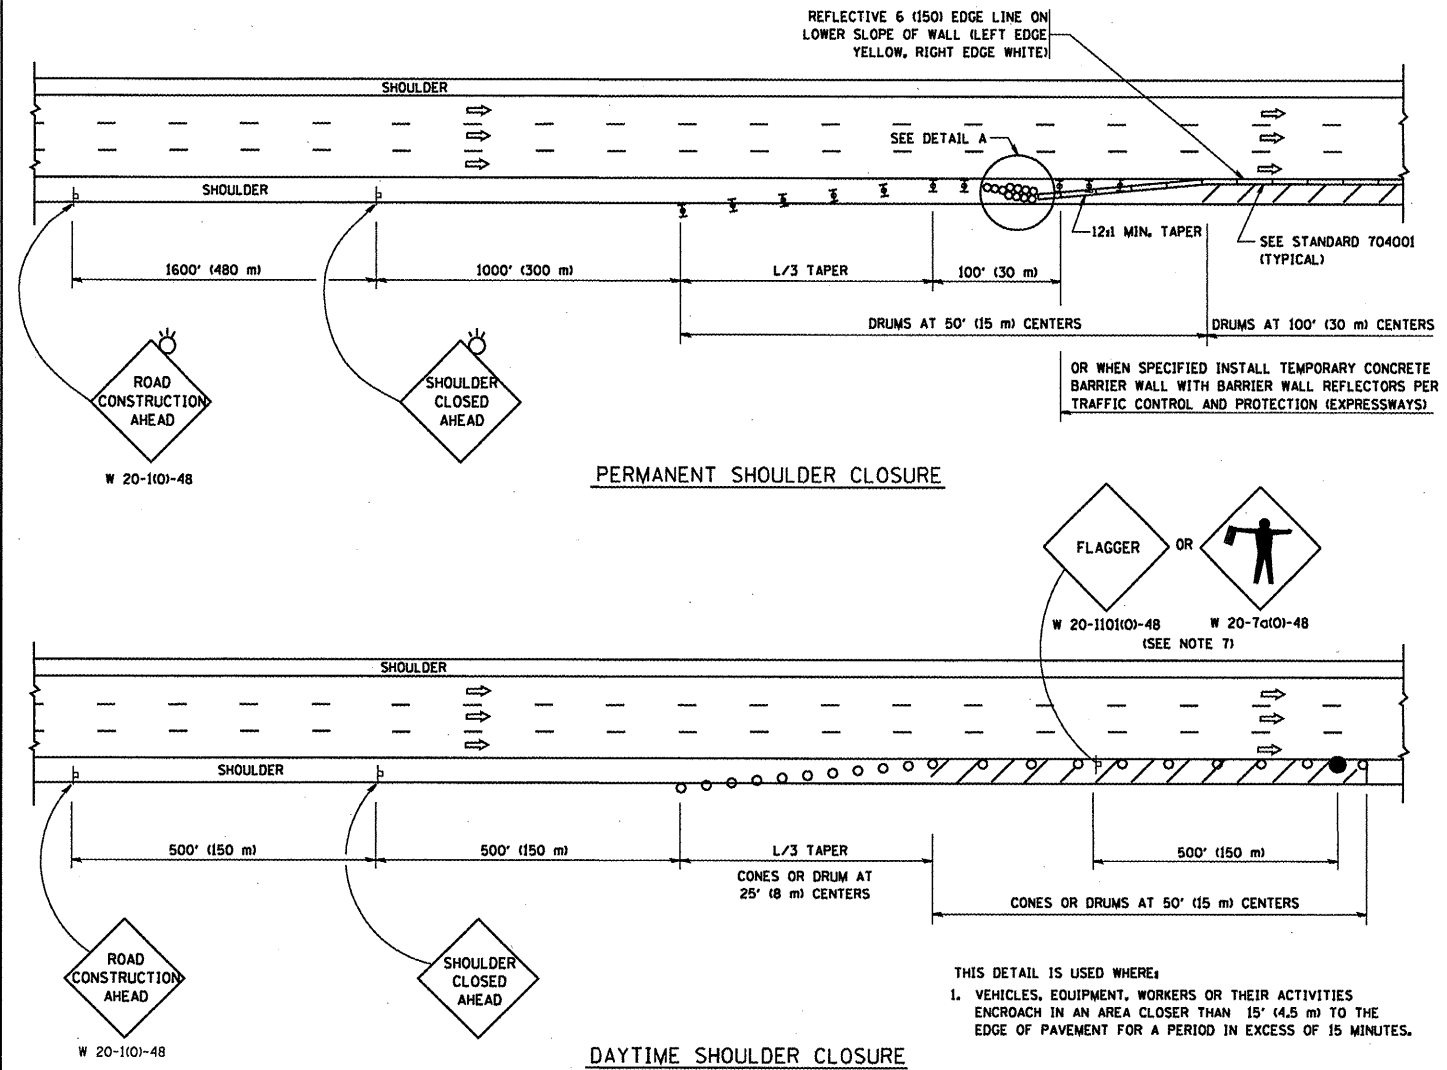 REFLECTIVE 6 (150) EDGE LINE ON
LOWER SLOPE OF WALL (LEFT EDGE
YELLOW, RIGHT EDGE WHITE)
SHOULDER
SEE DETAIL A
SHOULDER
12:1 MIN. TAPER
SEE STANDARD 704001
(TYPICAL)
1600' (480 m)
1000' (300 m)
L/3 TAPER
100' (30 m)
DRUMS AT 50' (15 m) CENTERS
DRUMS AT 100' (30 m) CENTERS
OR WHEN SPECIFIED INSTALL TEMPORARY CONCRETE
BARRIER WALL WITH BARRIER WALL REFLECTORS PER
TRAFFIC CONTROL AND PROTECTION (EXPRESSWAYS)
ROAD
CONSTRUCTION
AHEAD
W 20-1(O)-48
SHOULDER
CLOSED
AHEAD
PERMANENT SHOULDER CLOSURE
FLAGGER
OR
W 20-1101(O)-48
W 20-7a(O)-48
(SEE NOTE 7)
SHOULDER
SHOULDER
500' (150 m)
500' (150 m)
L/3 TAPER
CONES OR DRUM AT
25' (8 m) CENTERS
500' (150 m)
CONES OR DRUMS AT 50' (15 m) CENTERS
ROAD
CONSTRUCTION
AHEAD
W 20-1(O)-48
SHOULDER
CLOSED
AHEAD
THIS DETAIL IS USED WHERE:
1. VEHICLES, EQUIPMENT, WORKERS OR THEIR ACTIVITIES
ENCROACH IN AN AREA CLOSER THAN 15' (4.5 m) TO THE
EDGE OF PAVEMENT FOR A PERIOD IN EXCESS OF 15 MINUTES.
DAYTIME SHOULDER CLOSURE